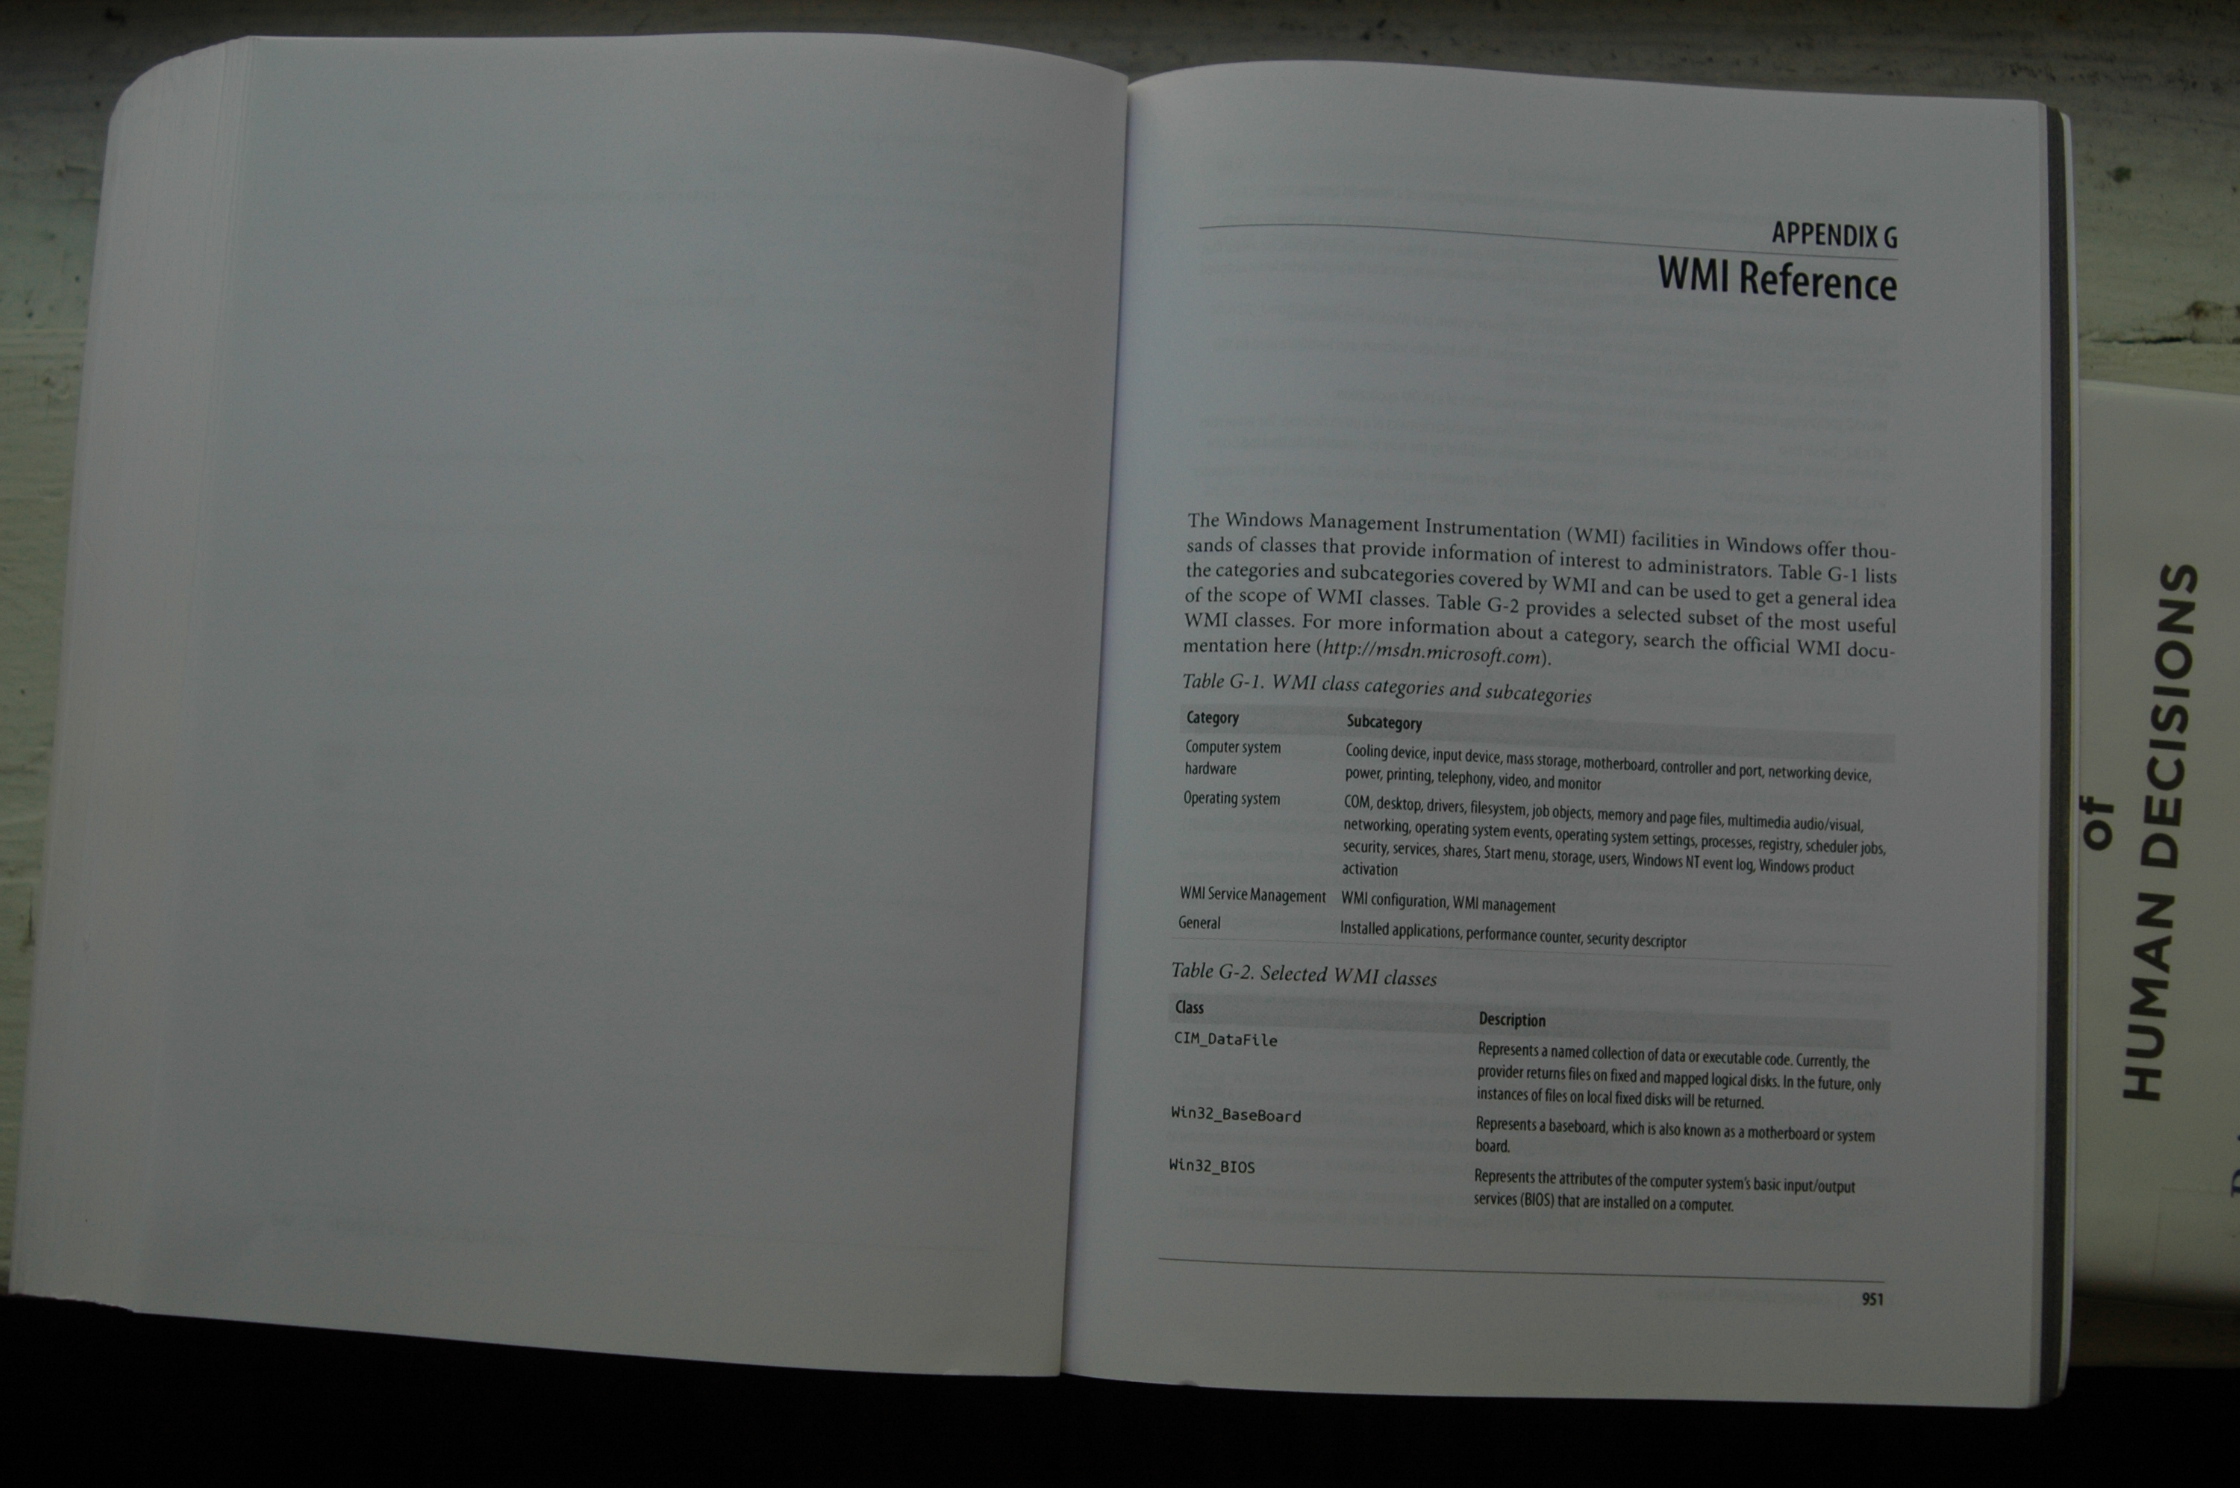 APPENDIX G
WMI Reference
The Windows Management Instrumentation (WMI) facilities in Windows offer thou-
sands of classes that provide information of interest to administrators. Table G-1 lists
the categories and subcategories covered by WMI and can be used to get a general idea
of the scope of WMI classes. Table G-2 provides a selected subset of the most useful
WMI classes. For more information about a category, search the official WMI docu-
mentation here (http://msdn.microsoft.com).
Table G-1. WMI class categories and subcategories
Category Subcategory
Computer system Cooling device, input device, mass storage, motherboard, controller and port, networking device,
hardware power, printing, telephony, video, and monitor
Operating system COM, desktop, drivers, filesystem, job objects, memory and page files, multimedia audio/visual,
networking, operating system events, operating system settings, processes, registry, scheduler jobs,
security, services, shares, Start menu, storage, users, Windows NT event log, Windows product
activation
WMI Service Management WMI configuration, WMI management
General Installed applications, performance counter, security descriptor
Table G-2. Selected WMI classes
Class Description
CIM_DataFile Represents a named collection of data or executable code. Currently, the
provider returns files on fixed and mapped logical disks. In the future, only
instances of files on local fixed disks will be returned.
Win32_BaseBoard Represents a baseboard, which is also known as a motherboard or system
board.
Win32_BIOS Represents the attributes of the computer system's basic input/output
services (BIOS) that are installed on a computer.
951
of
HUMAN DECISIONS